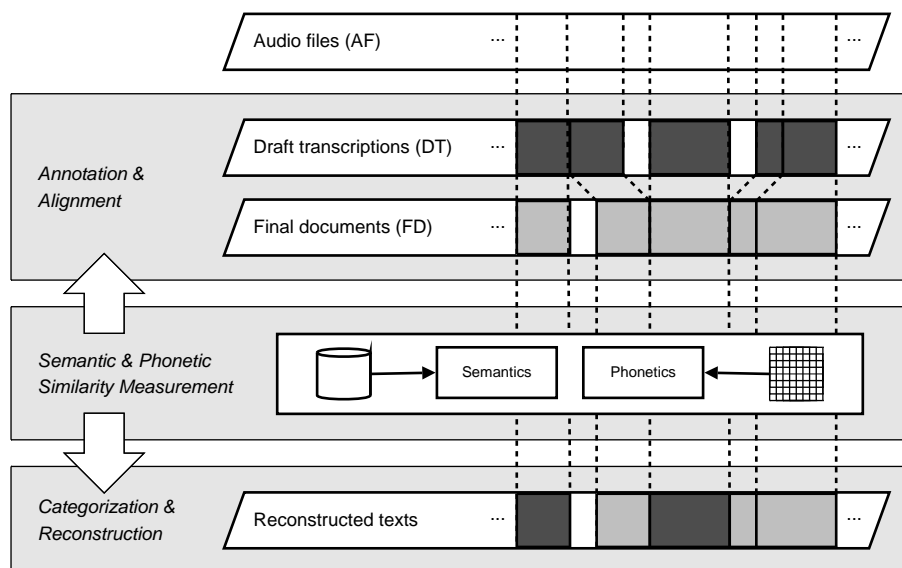 Audio files (AF) ... ...
Draft transcriptions (DT) ... ...
Annotation &
Alignment
Final documents (FD) ... ...
Semantic & Phonetic
Similarity Measurement
Semantics
Phonetics
Categorization &
Reconstruction
Reconstructed texts ... ...